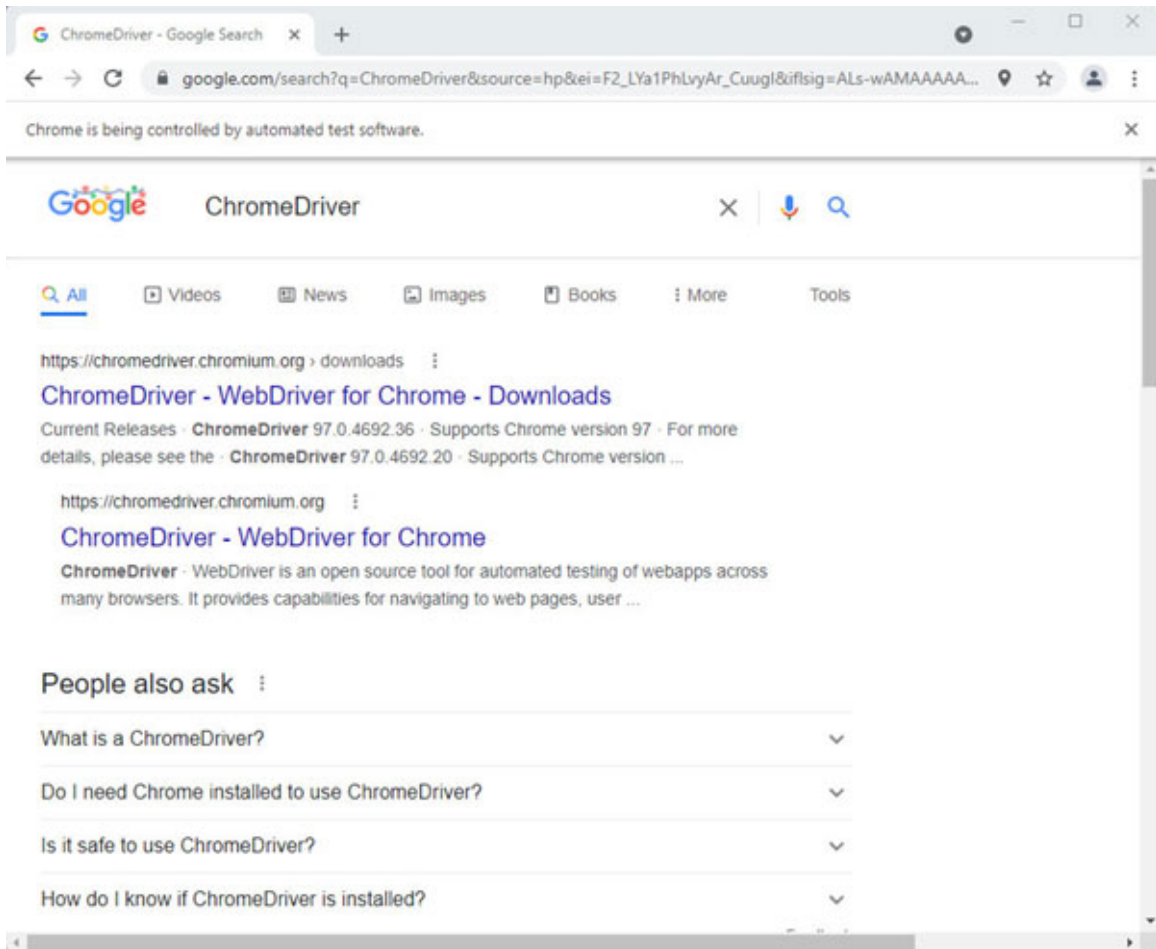 ChromeDriver - Google Search
google.com/search?q=ChromeDriver&source=hp&ei=F2_LYa1PhLvyAr_CuugI&iflsig=ALs-wAMAAAAA...
Chrome is being controlled by automated test software.
Google
ChromeDriver
All Videos News Images Books More Tools
https://chromedriver.chromium.org › downloads
ChromeDriver - WebDriver for Chrome - Downloads
Current Releases · ChromeDriver 97.0.4692.36 · Supports Chrome version 97 · For more
details, please see the · ChromeDriver 97.0.4692.20 · Supports Chrome version ...
https://chromedriver.chromium.org
ChromeDriver - WebDriver for Chrome
ChromeDriver · WebDriver is an open source tool for automated testing of webapps across
many browsers. It provides capabilities for navigating to web pages, user ...
People also ask
What is a ChromeDriver?
Do I need Chrome installed to use ChromeDriver?
Is it safe to use ChromeDriver?
How do I know if ChromeDriver is installed?